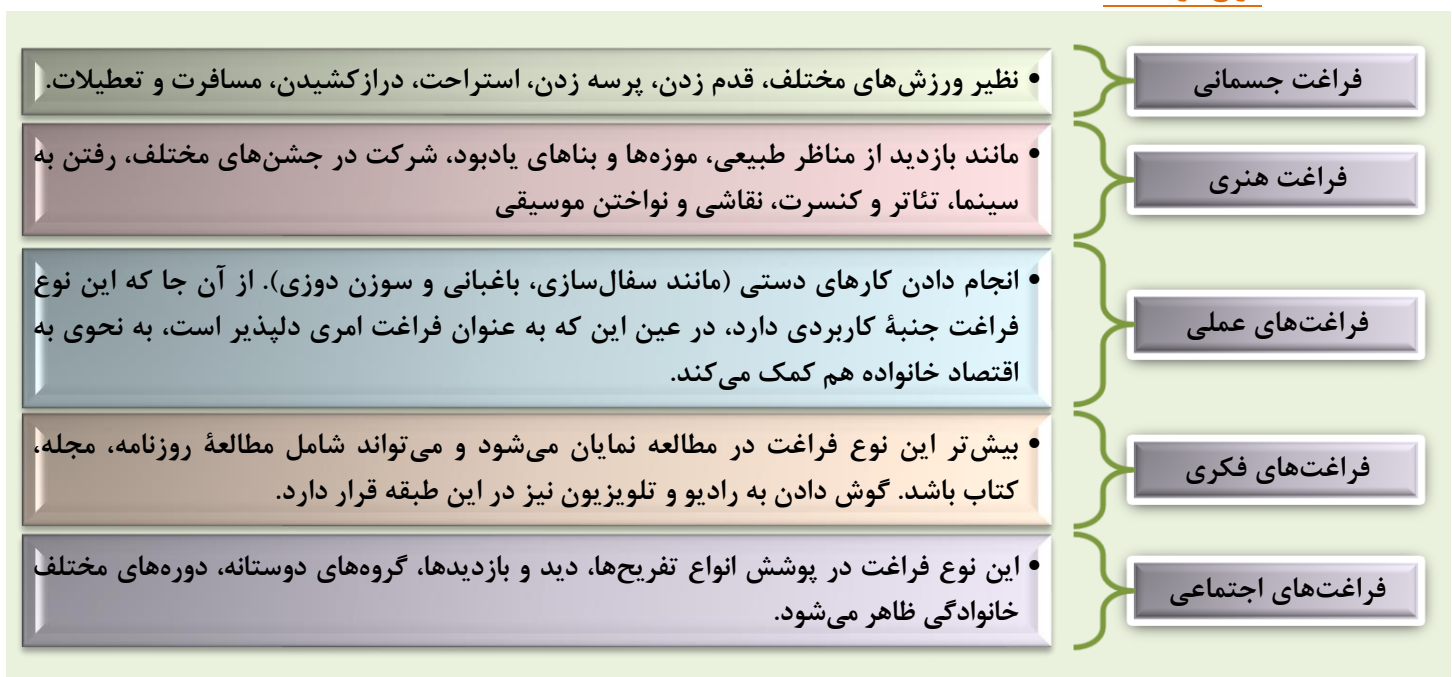 فراغت جسمانی
• نظیر ورزش‌های مختلف، قدم زدن، پرسه زدن، استراحت، درازکشیدن، مسافرت و تعطیلات.
فراغت هنری
• مانند بازدید از مناظر طبیعی، موزه‌ها و بناهای یادبود، شرکت در جشن‌های مختلف، رفتن به
سینما، تئاتر و کنسرت، نقاشی و نواختن موسیقی
فراغت‌های عملی
• انجام دادن کارهای دستی (مانند سفال‌سازی، باغبانی و سوزن دوزی). از آن جا که این نوع
فراغت جنبهٔ کاربردی دارد، در عین این که به عنوان فراغت امری دلپذیر است، به نحوی به
اقتصاد خانواده هم کمک می‌کند.
فراغت‌های فکری
• بیش‌تر این نوع فراغت در مطالعه نمایان می‌شود و می‌تواند شامل مطالعهٔ روزنامه، مجله،
کتاب باشد. گوش دادن به رادیو و تلویزیون نیز در این طبقه قرار دارد.
فراغت‌های اجتماعی
• این نوع فراغت در پوشش انواع تفریح‌ها، دید و بازدیدها، گروه‌های دوستانه، دوره‌های مختلف
خانوادگی ظاهر می‌شود.